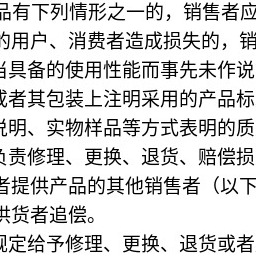 品有下列情形之一的，销售者应
的用户、消费者造成损失的，销
当具备的使用性能而事先未作说
或者其包装上注明采用的产品标
说明、实物样品等方式表明的质
负责修理、更换、退货、赔偿损
者提供产品的其他销售者（以下
供货者追偿。
规定给予修理、更换、退货或者